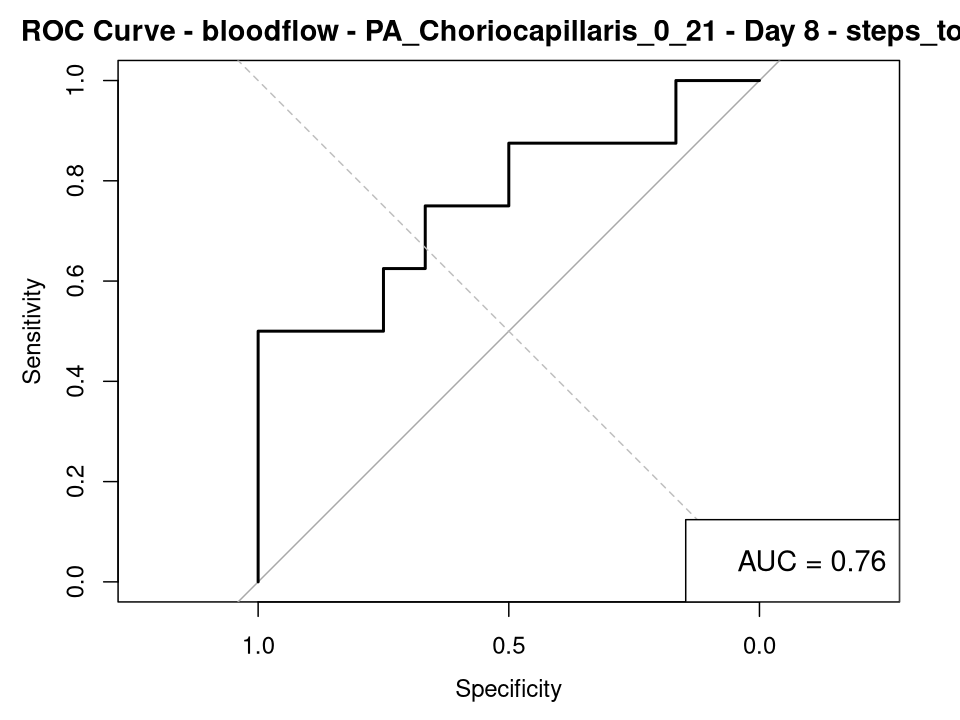 ROC Curve - bloodflow - PA_Choriocapillaris_0_21 - Day 8 - steps_to
1.0
0.8
0.6
0.4
0.2
0.0
Sensitivity
AUC = 0.76
1.0 0.5 0.0
Specificity